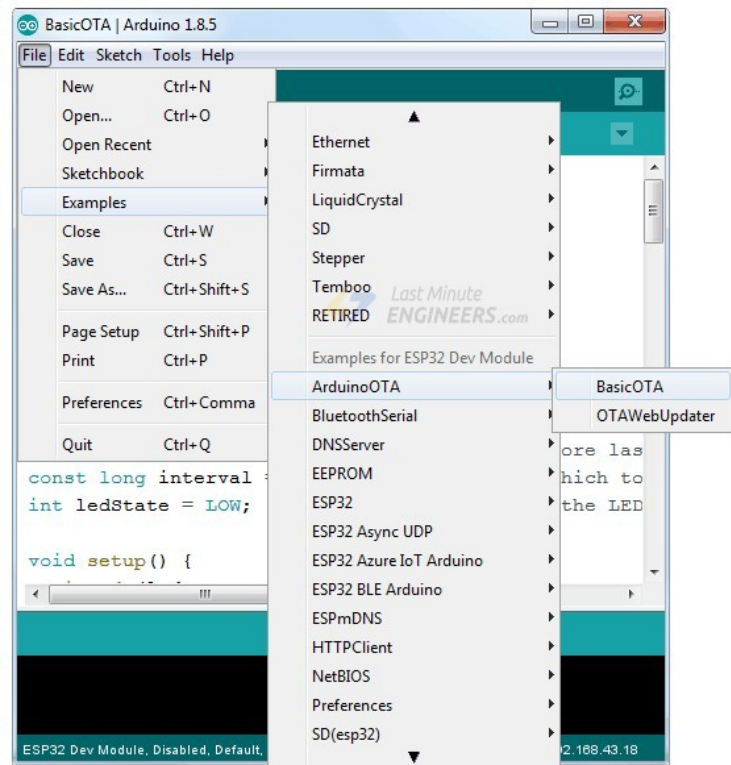 BasicOTA | Arduino 1.8.5
File Edit Sketch Tools Help
New Ctrl+N
Open... Ctrl+O
Open Recent
Sketchbook
Examples
Close Ctrl+W
Save Ctrl+S
Save As... Ctrl+Shift+S
Page Setup Ctrl+Shift+P
Print Ctrl+P
Preferences Ctrl+Comma
Quit Ctrl+Q
Ethernet
Firmata
LiquidCrystal
SD
Stepper
Temboo
RETIRED
Last Minute
ENGINEERS.com
Examples for ESP32 Dev Module
ArduinoOTA
BluetoothSerial
DNSServer
EEPROM
ESP32
ESP32 Async UDP
ESP32 Azure IoT Arduino
ESP32 BLE Arduino
ESPmDNS
HTTPClient
NetBIOS
Preferences
SD(esp32)
BasicOTA
OTAWebUpdater
ore las
const long interval = hich to
int ledState = LOW; the LED
void setup() {
ESP32 Dev Module, Disabled, Default, 2.168.43.18